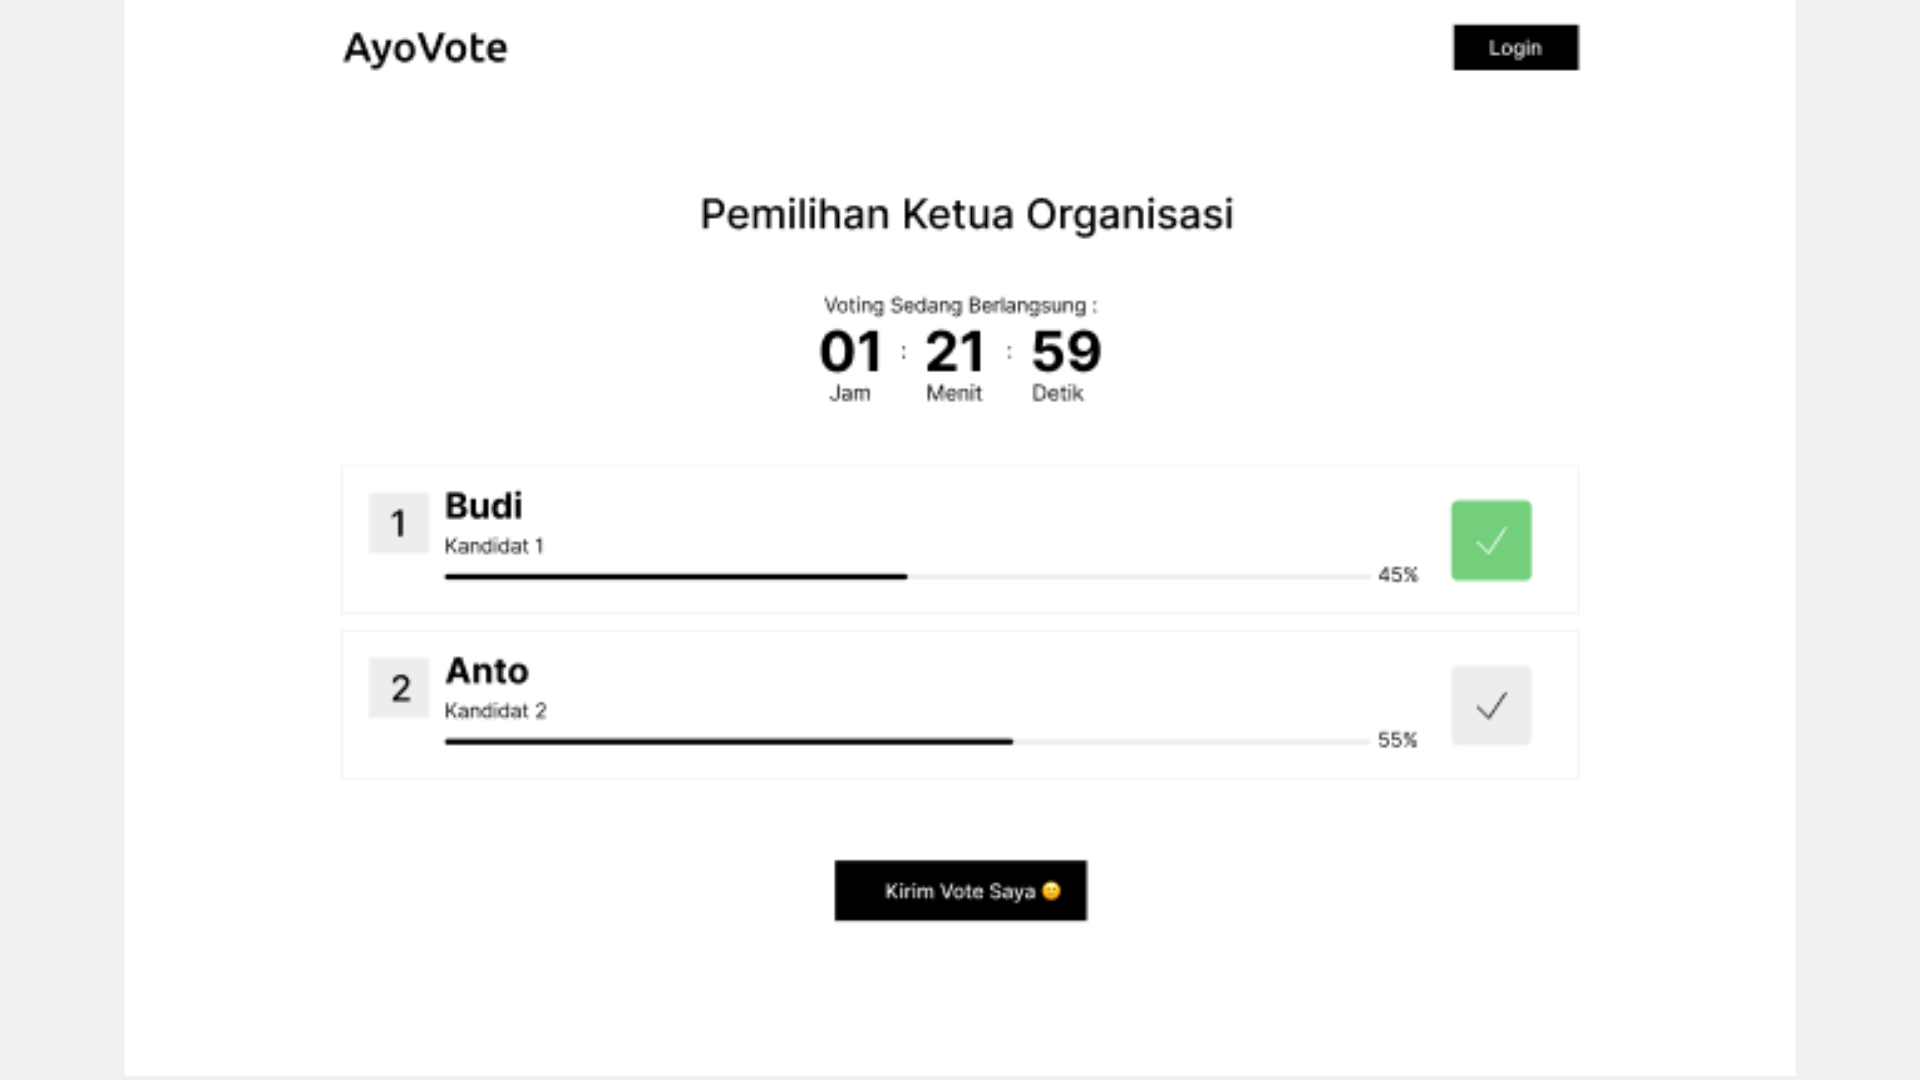 AyoVote
Login
Pemilihan Ketua Organisasi
Voting Sedang Berlangsung :
01 : 21 : 59
Jam Menit Detik
1
Budi
Kandidat 1
45%
2
Anto
Kandidat 2
55%
Kirim Vote Saya 😊